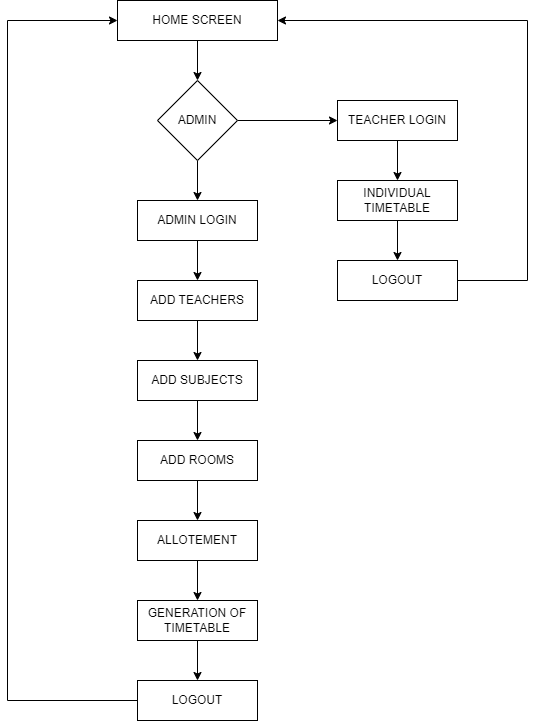 HOME SCREEN
ADMIN
TEACHER LOGIN
INDIVIDUAL
TIMETABLE
LOGOUT
ADMIN LOGIN
ADD TEACHERS
ADD SUBJECTS
ADD ROOMS
ALLOTEMENT
GENERATION OF
TIMETABLE
LOGOUT